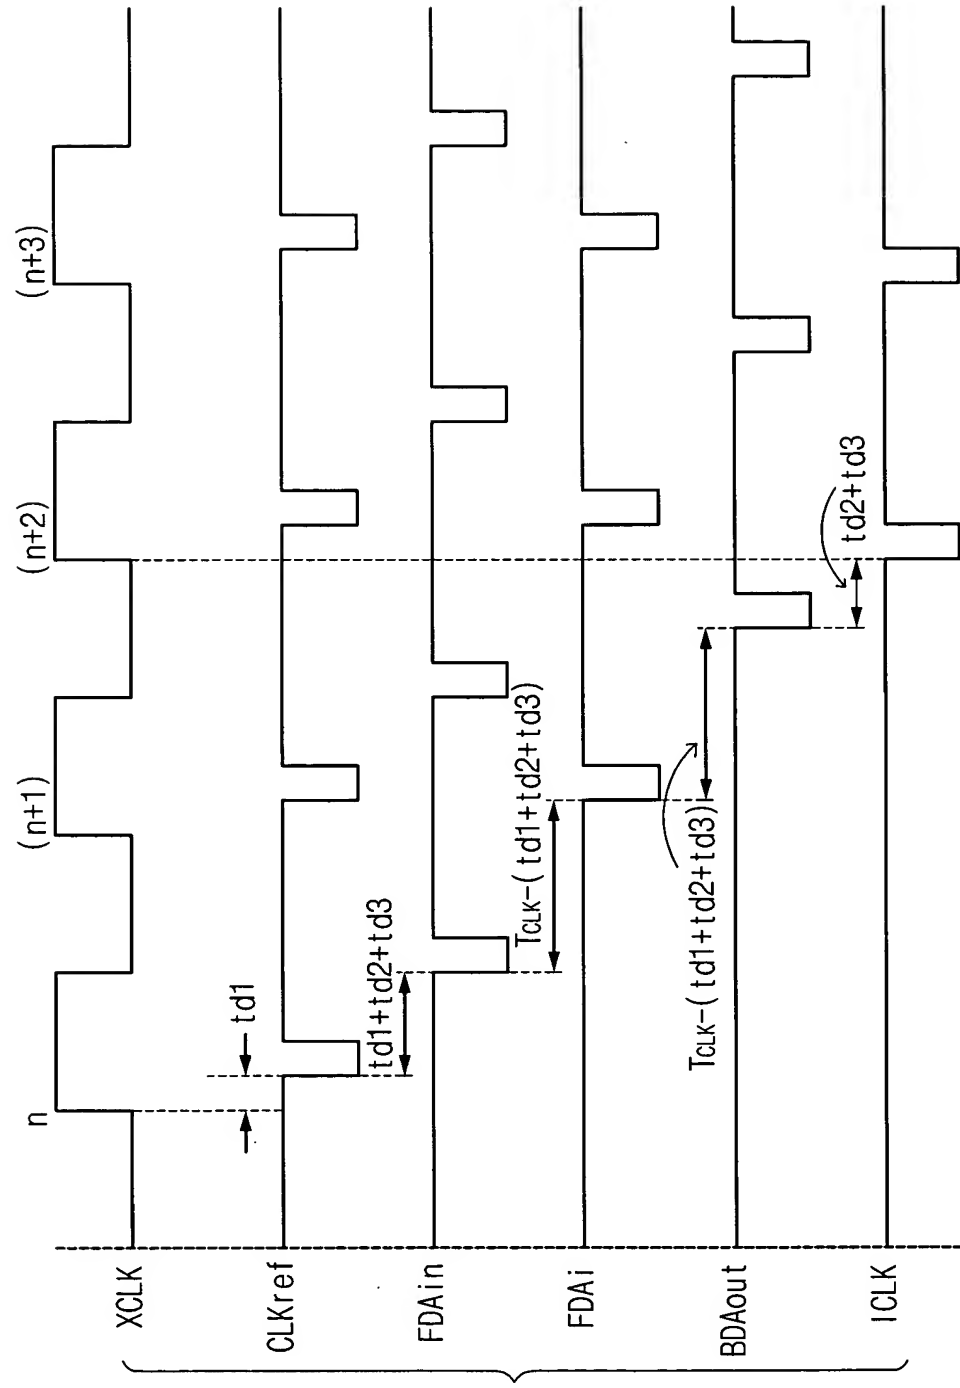 n
(n+1)
(n+2)
(n+3)
XCLK
td1
CLKref
td1+td2+td3
FDAin
TCLK-(td1+td2+td3)
FDAi
TCLK-(td1+td2+td3)
BDAout
td2+td3
ICLK